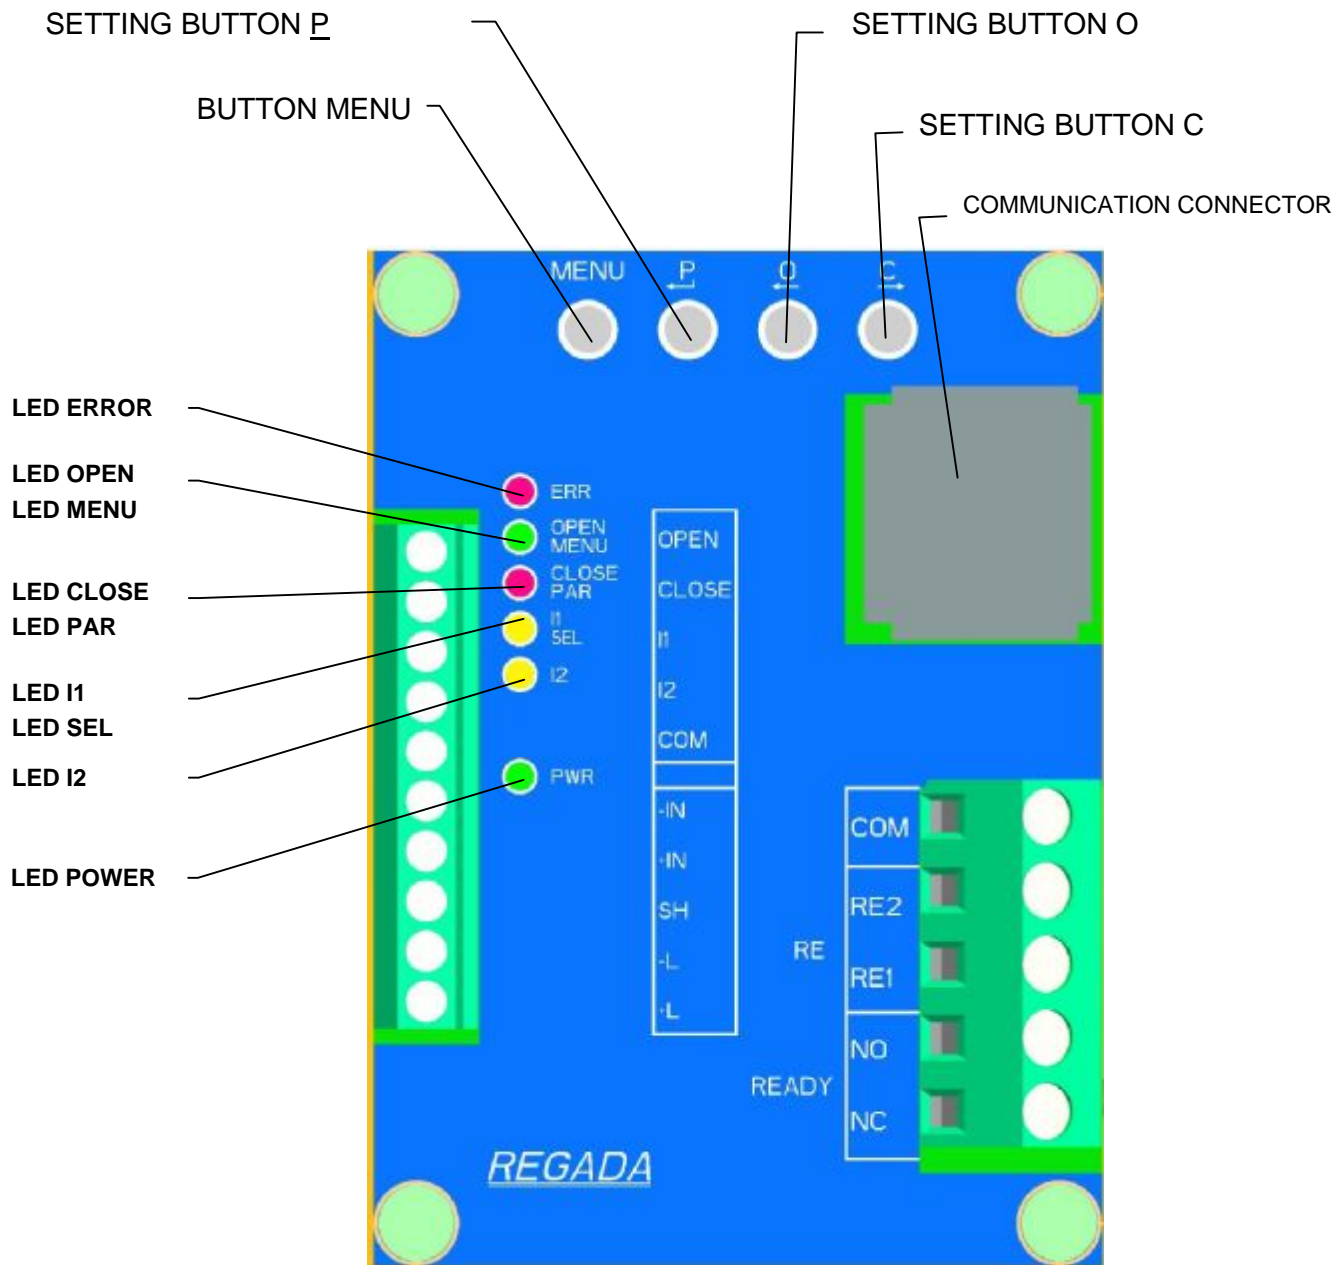 SETTING BUTTON P
SETTING BUTTON O
BUTTON MENU
SETTING BUTTON C
COMMUNICATION CONNECTOR
MENU
P
O
C
LED ERROR
LED OPEN
LED MENU
LED CLOSE
LED PAR
LED I1
LED SEL
LED I2
LED POWER
ERR
OPEN
MENU
CLOSE
PAR
I1
SEL
I2
PWR
OPEN
CLOSE
I1
I2
COM
-IN
+IN
SH
-L
+L
COM
RE2
RE
RE1
NO
READY
NC
REGADA